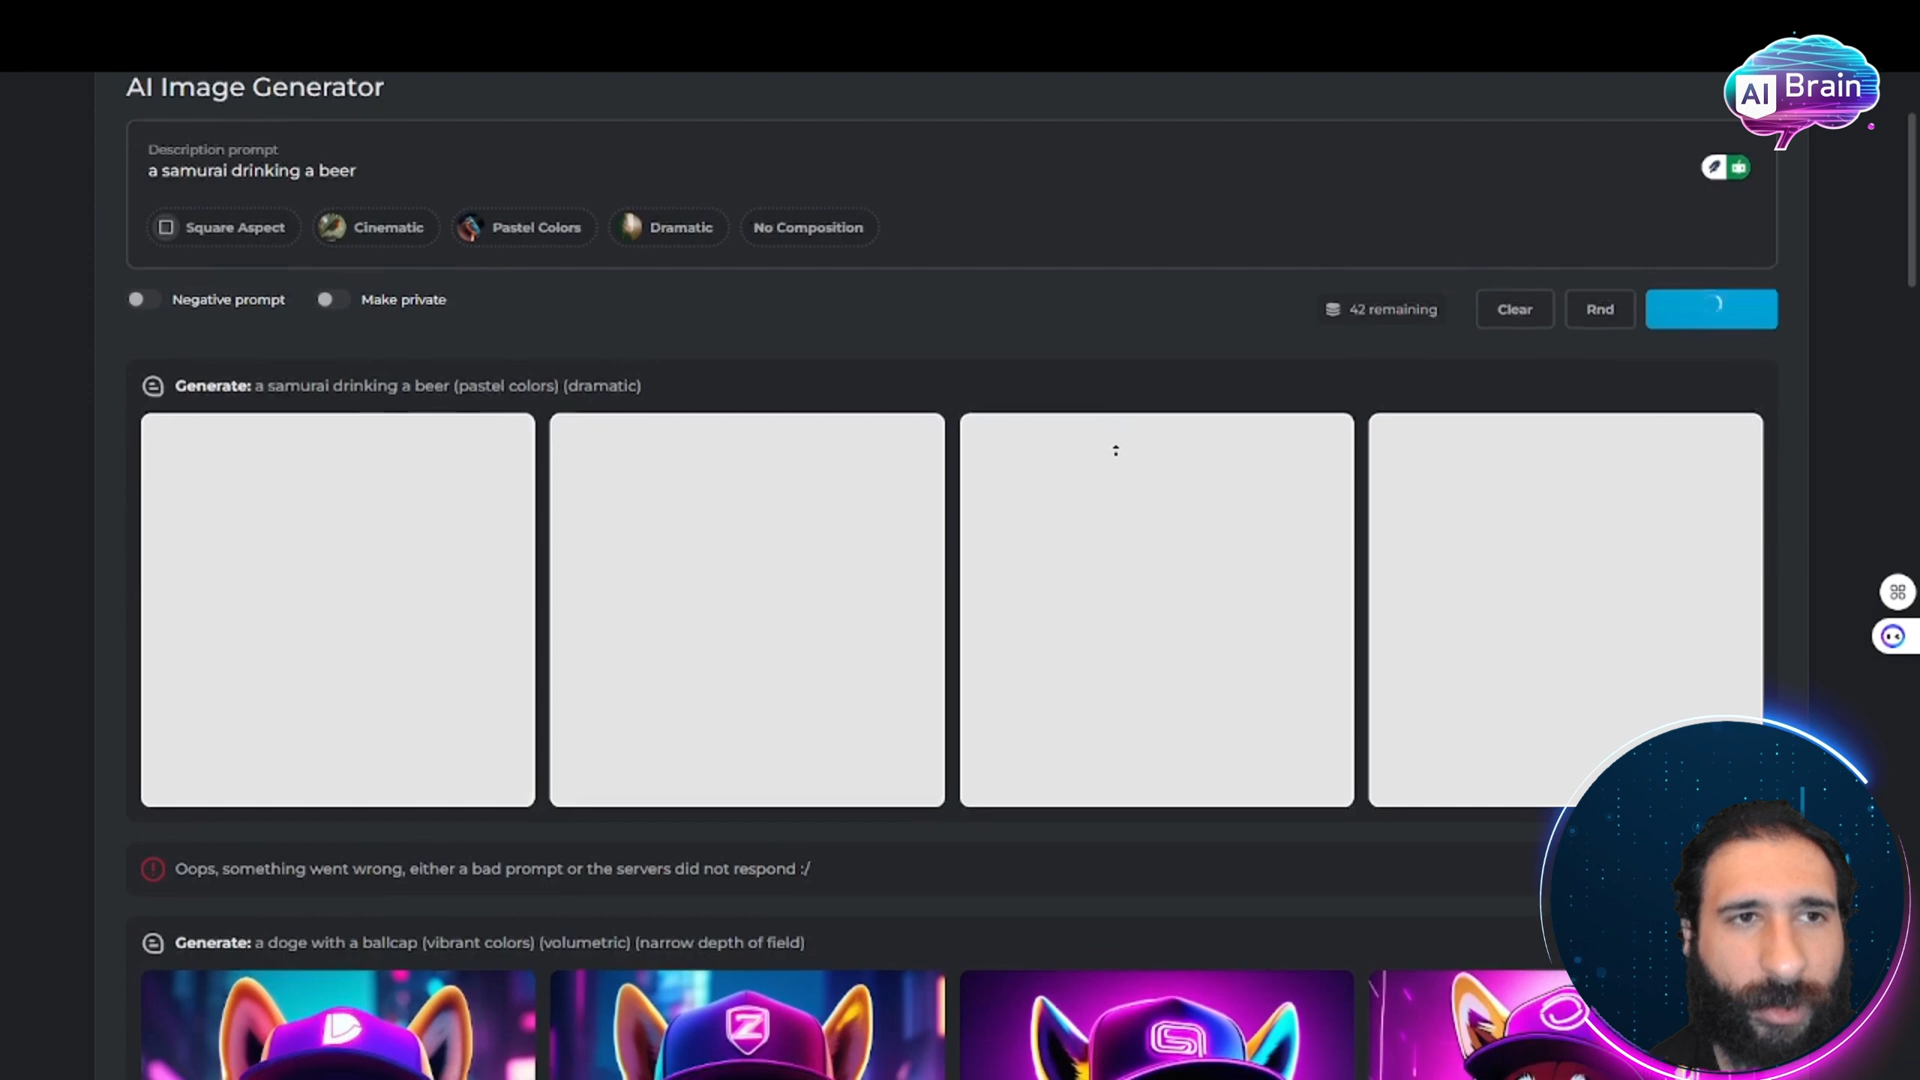 AI Brain
AI Image Generator
Description prompt
a samurai drinking a beer
Square Aspect
Cinematic
Pastel Colors
Dramatic
No Composition
Negative prompt
Make private
42 remaining
Clear
Rnd
Generate: a samurai drinking a beer (pastel colors) (dramatic)
Oops, something went wrong, either a bad prompt or the servers did not respond :/
Generate: a doge with a ballcap (vibrant colors) (volumetric) (narrow depth of field)
Z